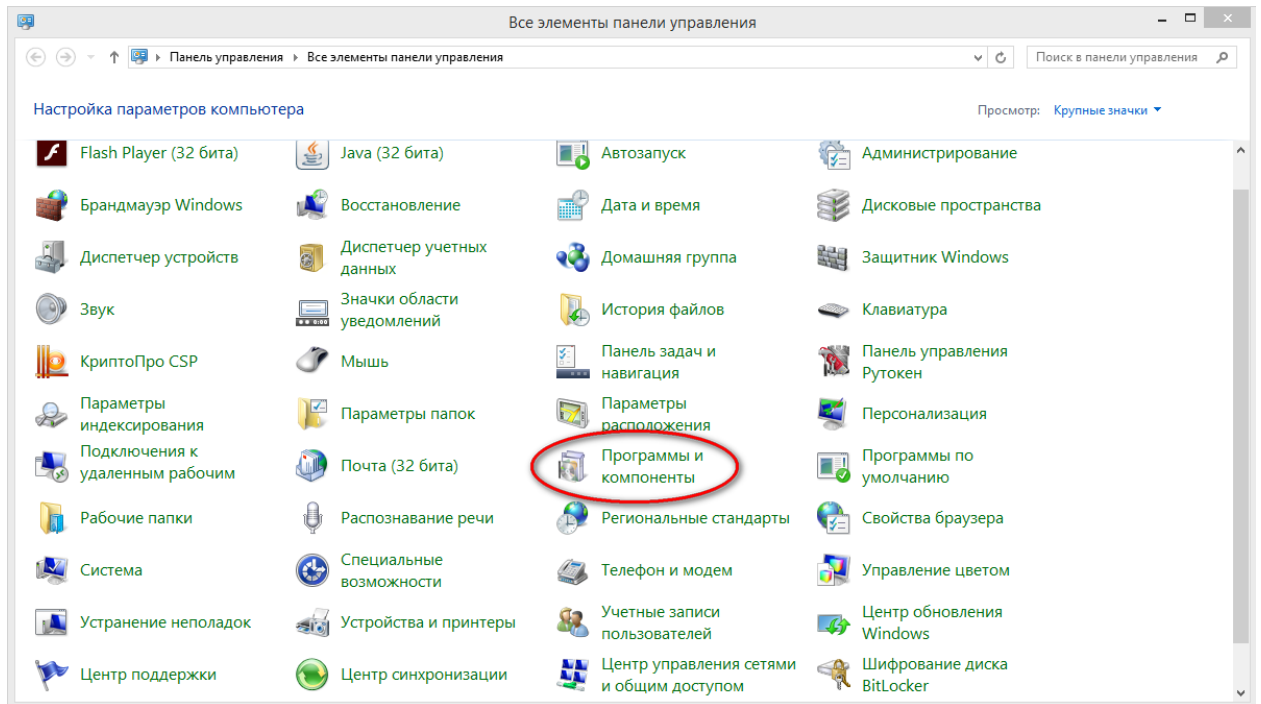 Все элементы панели управления
Панель управления
Все элементы панели управления
Поиск в панели управления
Настройка параметров компьютера
Просмотр: Крупные значки
Flash Player (32 бита)
Java (32 бита)
Автозапуск
Администрирование
Брандмауэр Windows
Восстановление
Дата и время
Дисковые пространства
Диспетчер устройств
Диспетчер учетных
данных
Домашняя группа
Защитник Windows
Звук
Значки области
уведомлений
История файлов
Клавиатура
КриптоПро CSP
Мышь
Панель задач и
навигация
Панель управления
Рутокен
Параметры
индексирования
Параметры папок
Параметры
расположения
Персонализация
Подключения к
удаленным рабочим
Почта (32 бита)
Программы и
компоненты
Программы по
умолчанию
Рабочие папки
Распознавание речи
Региональные стандарты
Свойства браузера
Система
Специальные
возможности
Телефон и модем
Управление цветом
Устранение неполадок
Устройства и принтеры
Учетные записи
пользователей
Центр обновления
Windows
Центр поддержки
Центр синхронизации
Центр управления сетями
и общим доступом
Шифрование диска
BitLocker